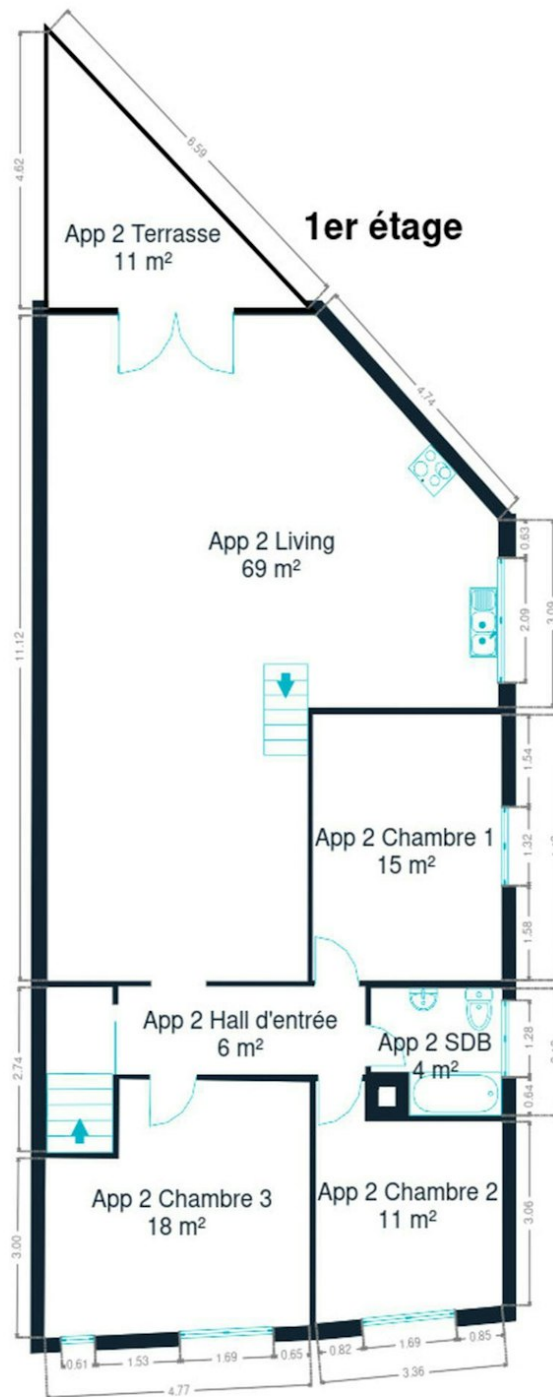 6.59
4.62
1er étage
App 2 Terrasse
11 m²
4.74
App 2 Living
69 m²
0.63
2.09
3.09
11.12
1.54
App 2 Chambre 1
15 m²
1.32
1.58
App 2 Hall d'entrée
6 m²
App 2 SDB
4 m²
1.28
0.64
2.74
App 2 Chambre 3
18 m²
App 2 Chambre 2
11 m²
3.00
3.06
0.61
1.53
1.69
0.65
0.82
1.69
0.85
4.77
3.36